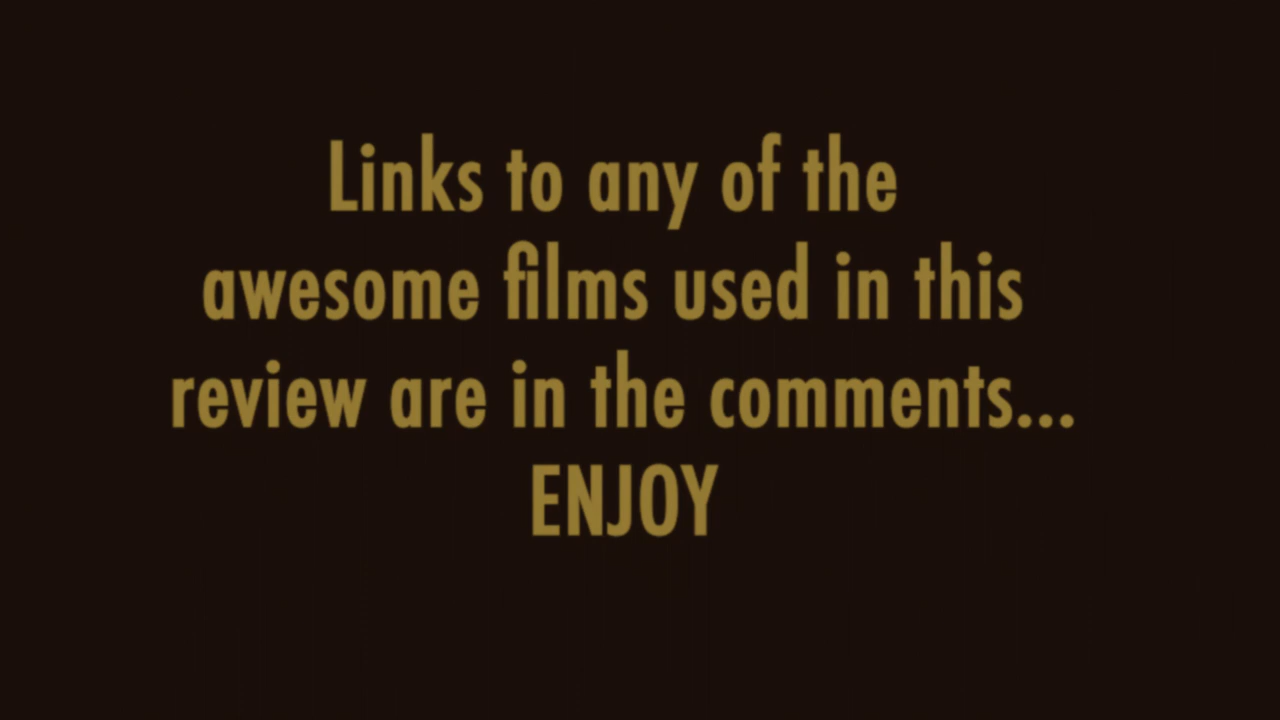 Links to any of the
awesome films used in this
review are in the comments...
ENJOY